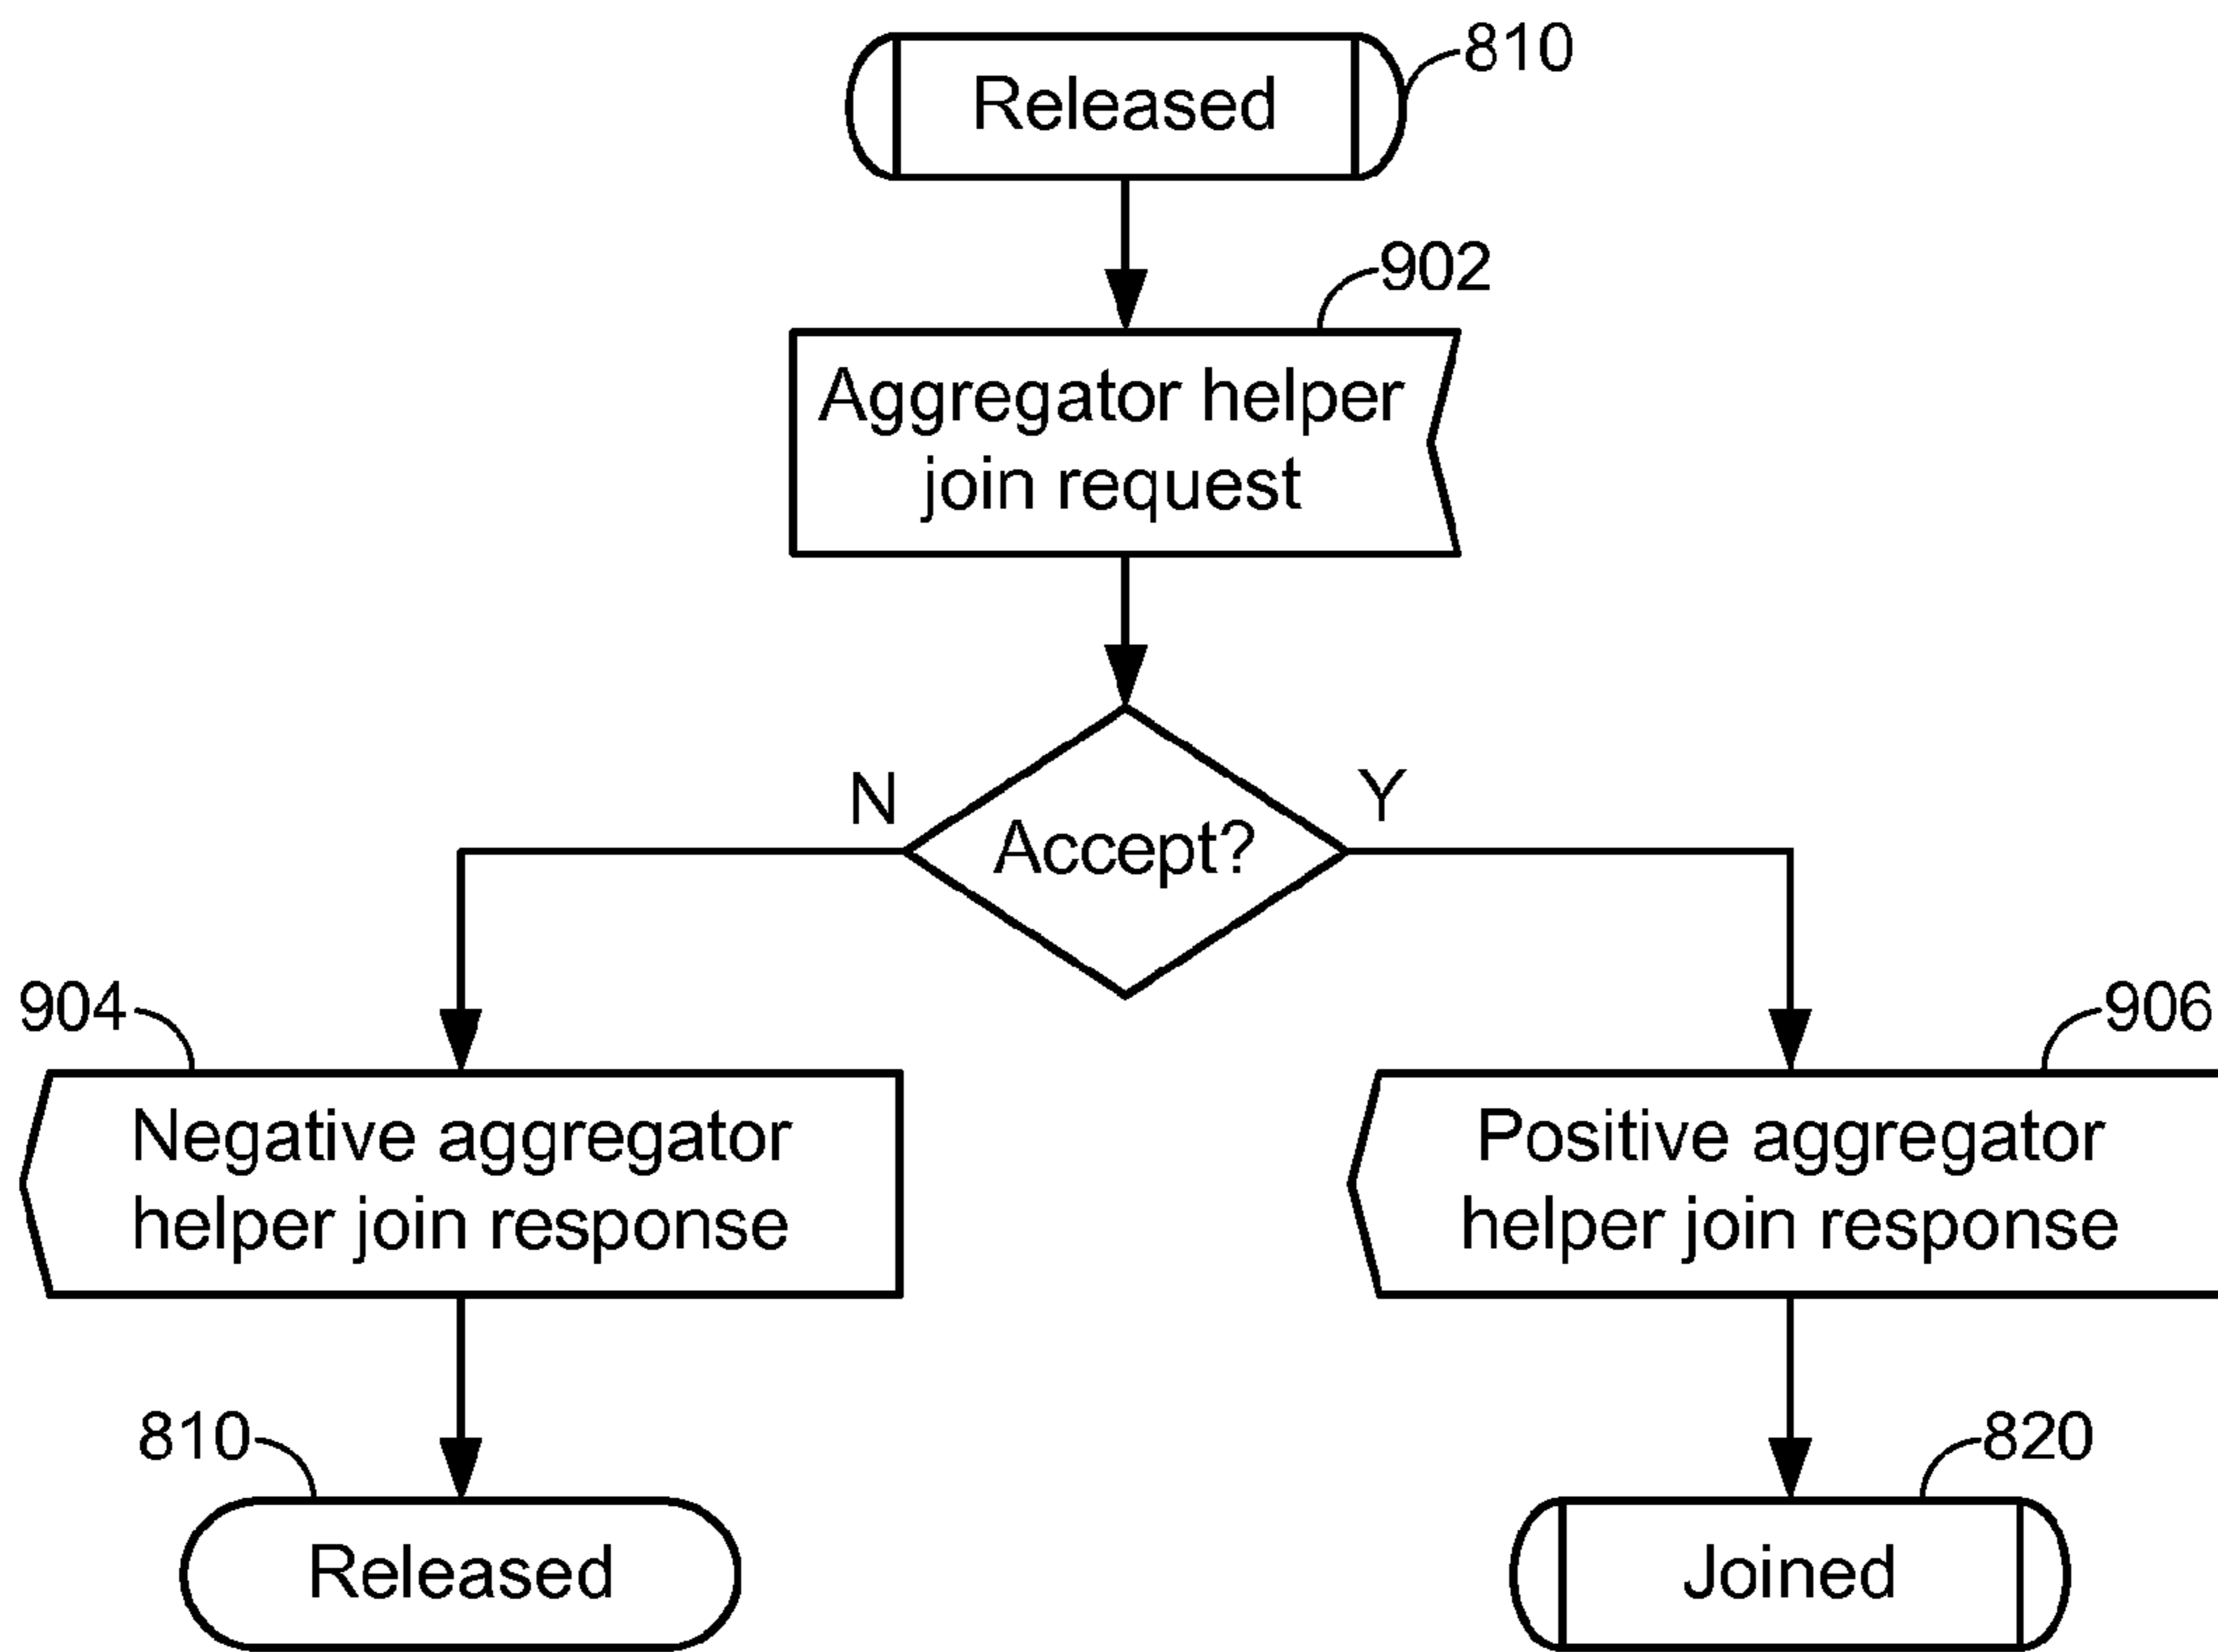 810
Released
902
Aggregator helper
join request
N
Y
Accept?
904
906
Negative aggregator
helper join response
Positive aggregator
helper join response
810
820
Released
Joined